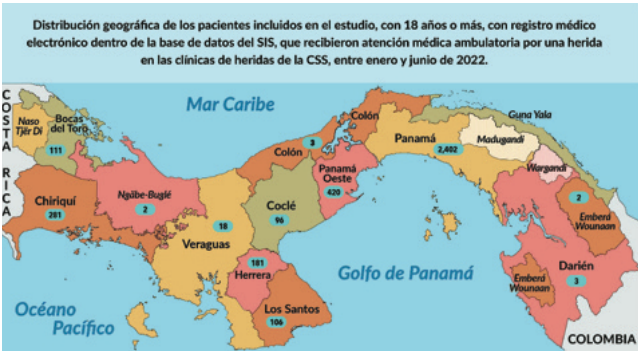 Distribución geográfica de los pacientes incluidos en el estudio, con 18 años o más, con registro médico
electrónico dentro de la base de datos del SIS, que recibieron atención médica ambulatoria por una herida
en las clínicas de heridas de la CSS, entre enero y junio de 2022.
COSTA RICA
Mar Caribe
Naso
Tjër Di
Bocas
del Toro
111
Colón
3
Colón
Guna Yala
Panamá
2,402
Madugandí
Wargandí
Panamá
Oeste
420
Chiriquí
281
Ngäbe-Buglé
2
Coclé
96
18
Veraguas
2
Emberá
Wounaan
181
Herrera
Golfo de Panamá
Emberá
Wounaan
Darién
3
Océano
Pacífico
Los Santos
106
COLOMBIA